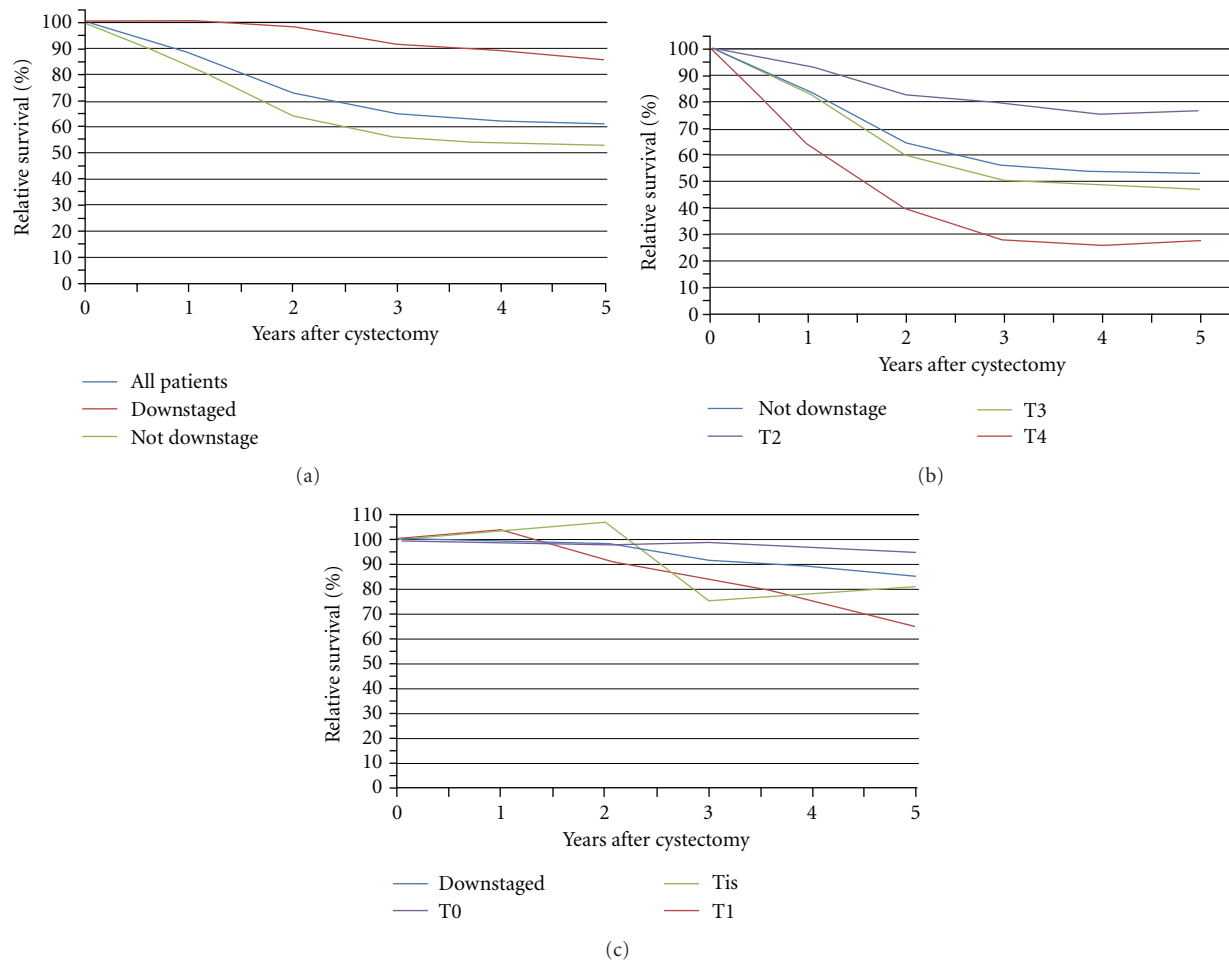 100
90
80
70
60
50
40
30
20
10
0
Relative survival (%)
0 1 2 3 4 5
Years after cystectomy
All patients
Downstaged
Not downstage
(a)
100
90
80
70
60
50
40
30
20
10
0
Relative survival (%)
0 1 2 3 4 5
Years after cystectomy
Not downstage
T2
T3
T4
(b)
110
100
90
80
70
60
50
40
30
20
10
0
Relative survival (%)
0 1 2 3 4 5
Years after cystectomy
Downstaged
T0
Tis
T1
(c)